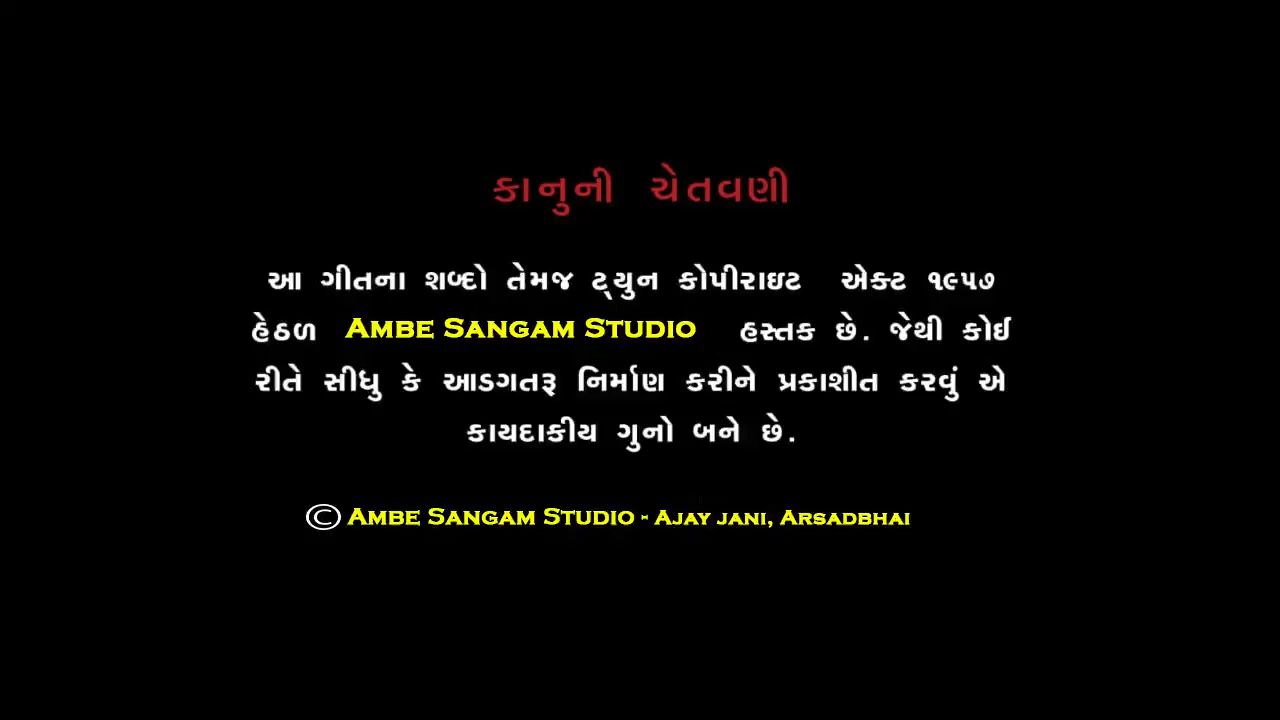 કાનુની ચેતવણી
આ ગીતના શબ્દો તેમજ ટ્યુન કોપીરાઇટ એક્ટ ૧૯૫૭
હેઠળ AMBE SANGAM STUDIO હસ્તક છે. જેથી કોઈ
રીતે સીધુ કે આડગતરૂ નિર્માણ કરીને પ્રકાશીત કરવું એ
કાયદાકીય ગુનો બને છે.
© AMBE SANGAM STUDIO - AJAY JANI, ARSADBHAI